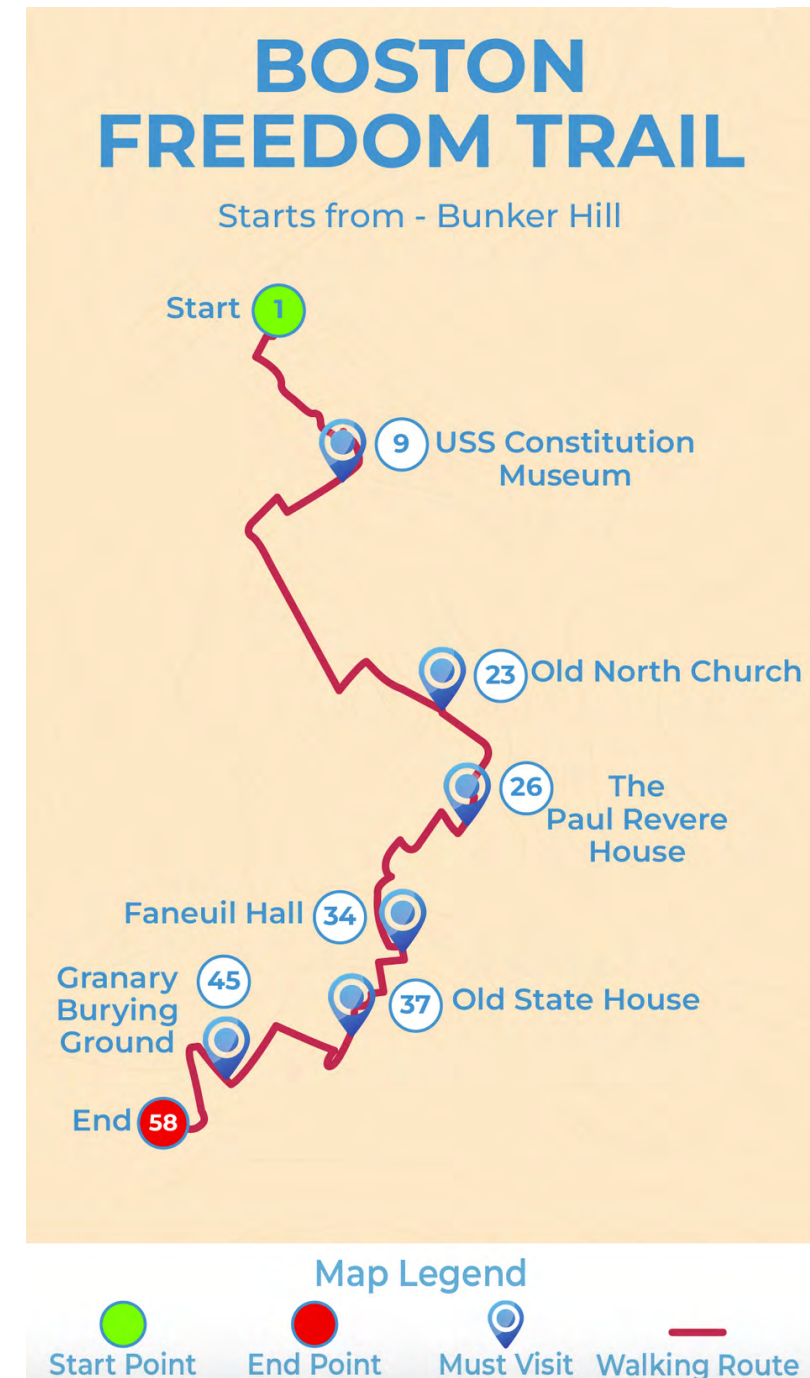 BOSTON
FREEDOM TRAIL
Starts from - Bunker Hill
Start 1
9 USS Constitution
Museum
23 Old North Church
26 The
Paul Revere
House
Faneuil Hall 34
Granary 45
Burying
Ground
37 Old State House
End 58
Map Legend
Start Point End Point Must Visit Walking Route